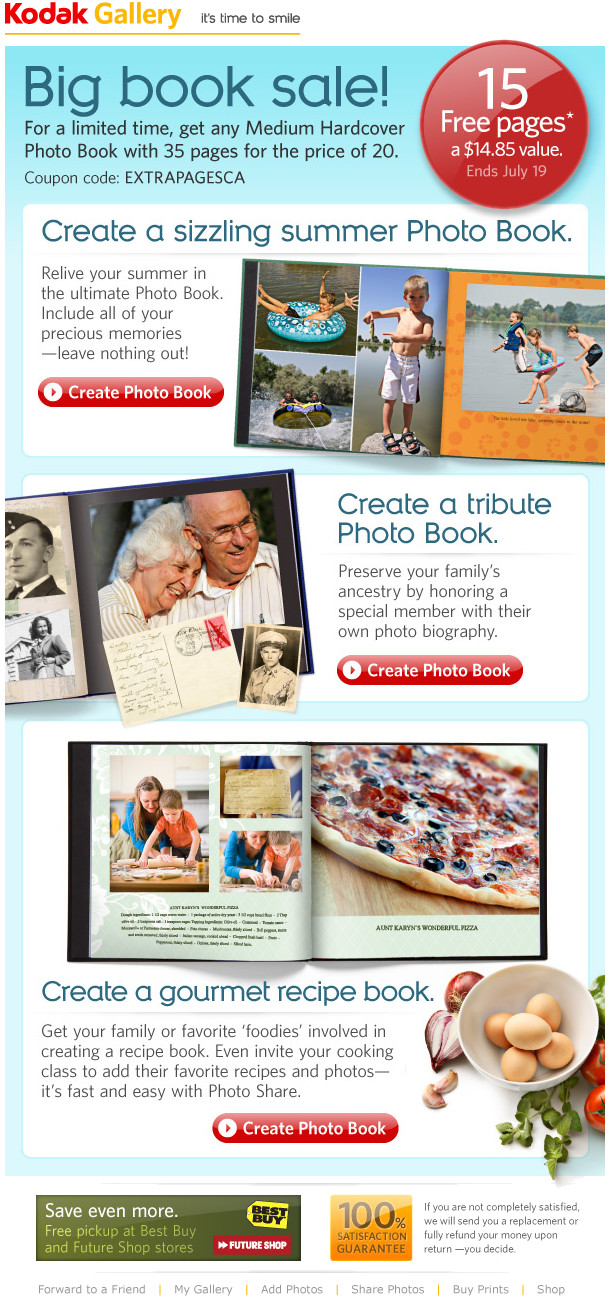 Kodak Gallery it's time to smile
Big book sale!
For a limited time, get any Medium Hardcover
Photo Book with 35 pages for the price of 20.
Coupon code: EXTRAPAGESCA
15
Free pages*
a $14.85 value.
Ends July 19
Create a sizzling summer Photo Book.
Relive your summer in
the ultimate Photo Book.
Include all of your
precious memories
—leave nothing out!
Create Photo Book
Create a tribute
Photo Book.
Preserve your family's
ancestry by honoring a
special member with their
own photo biography.
Create Photo Book
AUNT KARYN'S WONDERFUL PIZZA
AUNT KARYN'S WONDERFUL PIZZA
Create a gourmet recipe book.
Get your family or favorite 'foodies' involved in
creating a recipe book. Even invite your cooking
class to add their favorite recipes and photos—
it's fast and easy with Photo Share.
Create Photo Book
Save even more.
Free pickup at Best Buy
and Future Shop stores
BEST
BUY
FUTURE SHOP
100%
SATISFACTION
GUARANTEE
If you are not completely satisfied,
we will send you a replacement or
fully refund your money upon
return —you decide.
Forward to a Friend | My Gallery | Add Photos | Share Photos | Buy Prints | Shop